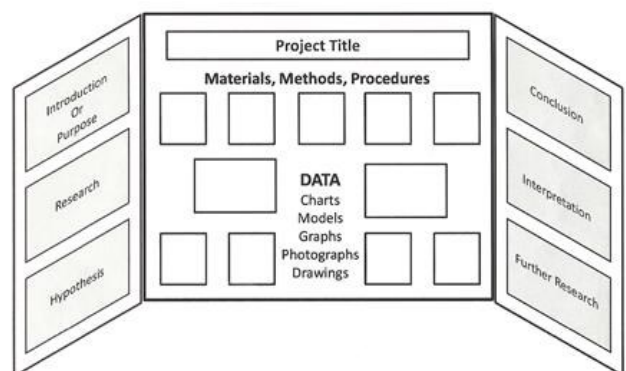 Introduction
Or
Purpose
Research
Hypothesis
Project Title
Materials, Methods, Procedures
DATA
Charts
Models
Graphs
Photographs
Drawings
Conclusion
Interpretation
Further Research